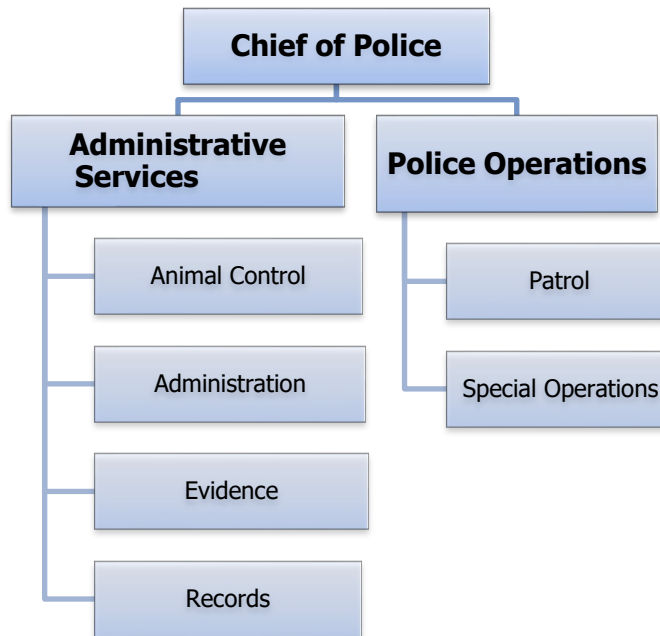 Chief of Police
Administrative
Services
Police Operations
Animal Control
Patrol
Administration
Special Operations
Evidence
Records